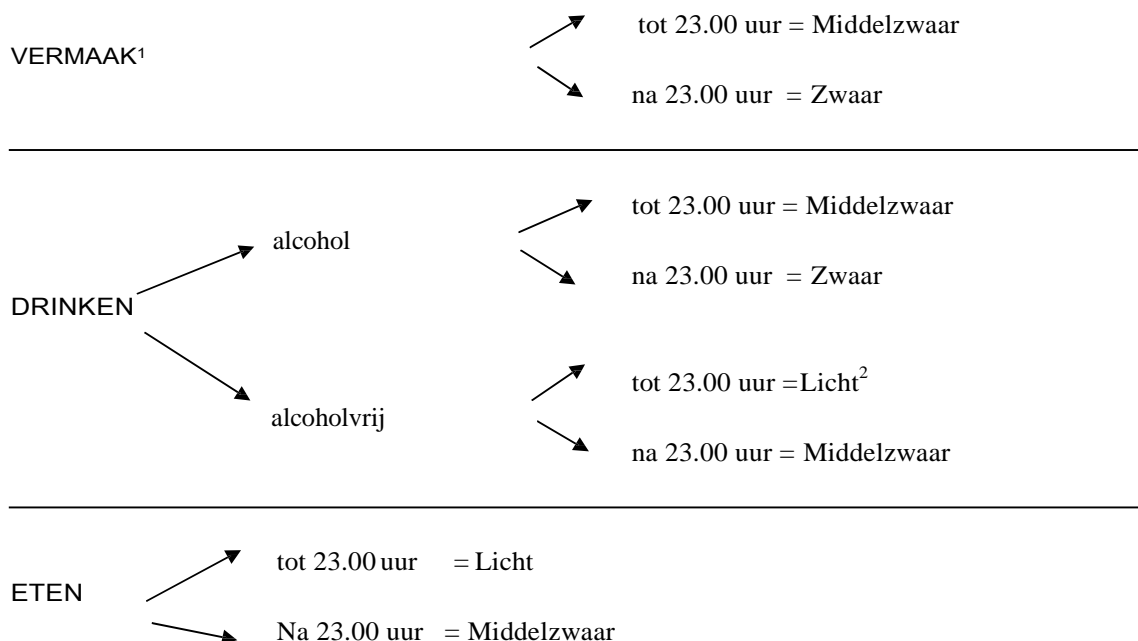 tot 23.00 uur = Middelzwaar
VERMAAK¹
na 23.00 uur = Zwaar
tot 23.00 uur = Middelzwaar
alcohol
na 23.00 uur = Zwaar
DRINKEN
tot 23.00 uur =Licht²
alcoholvrij
na 23.00 uur = Middelzwaar
tot 23.00 uur = Licht
ETEN
Na 23.00 uur = Middelzwaar